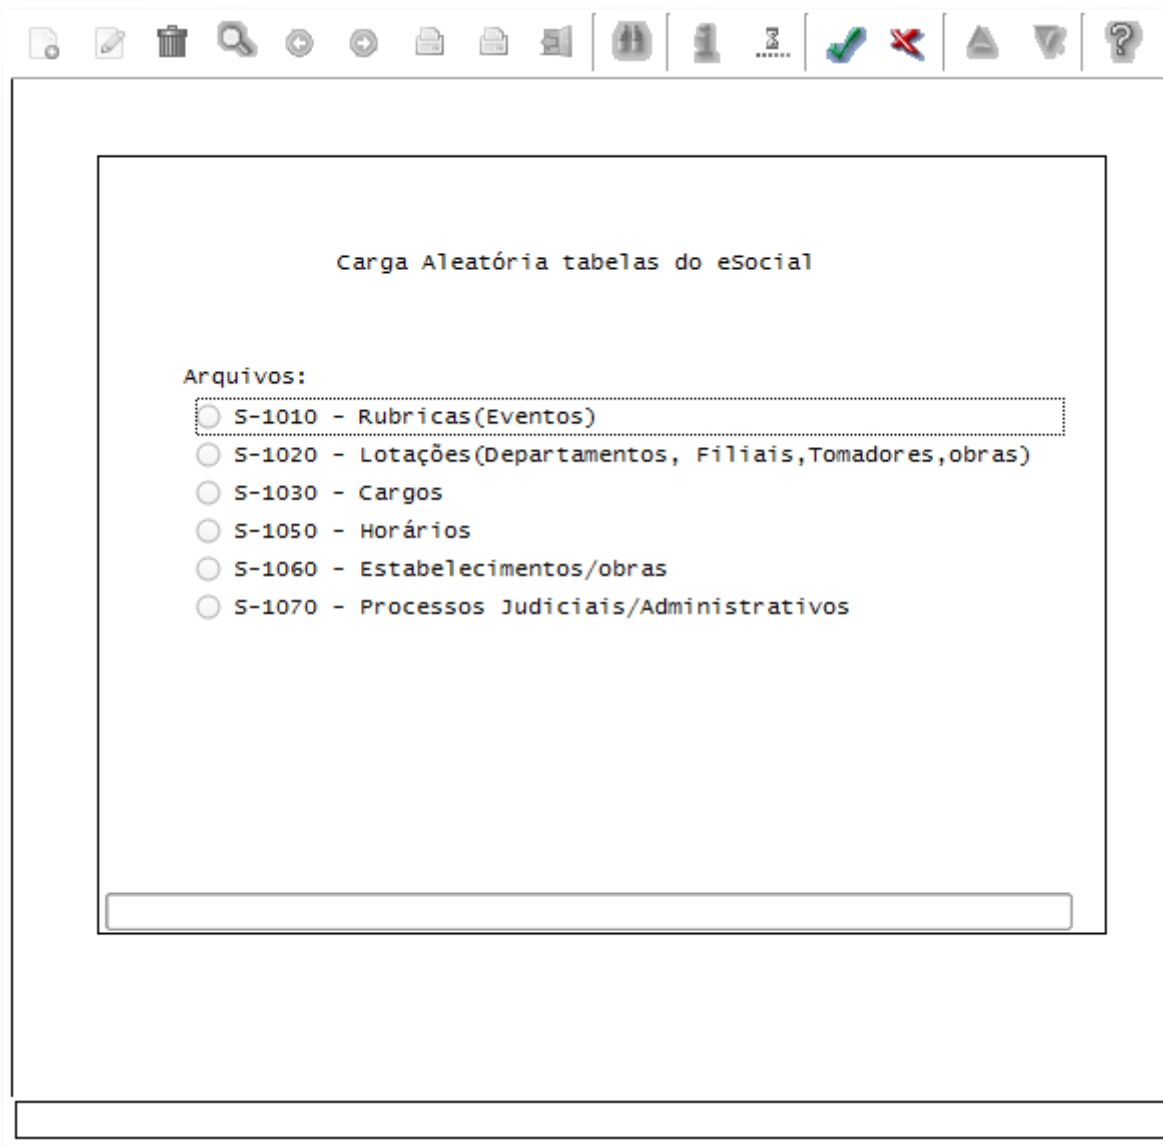 Carga Aleatória tabelas do eSocial
Arquivos:
S-1010 - Rubricas(Eventos)
S-1020 - Lotações(Departamentos, Filiais,Tomadores,obras)
S-1030 - Cargos
S-1050 - Horários
S-1060 - Estabelecimentos/obras
S-1070 - Processos Judiciais/Administrativos